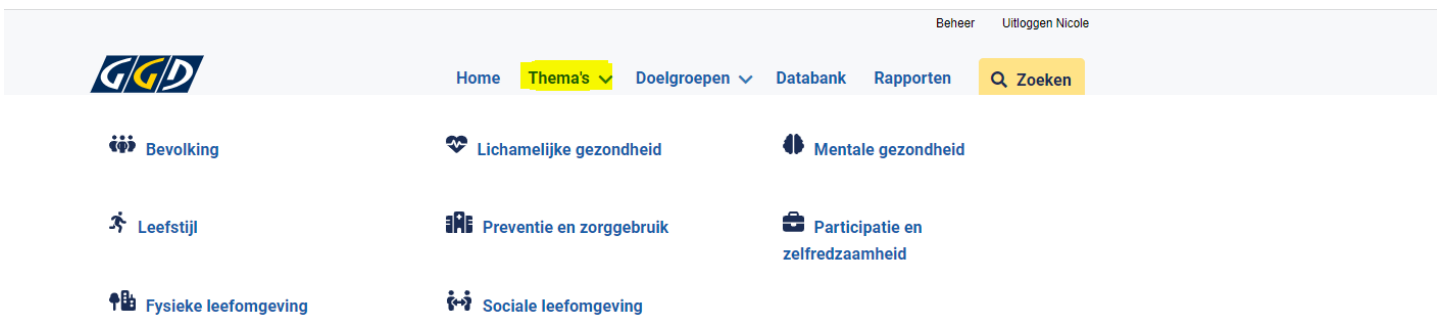 Beheer Uitloggen Nicole
GGD Home Thema's Doelgroepen Databank Rapporten Zoeken
Bevolking Lichamelijke gezondheid Mentale gezondheid
Leefstijl Preventie en zorggebruik Participatie en
zelfredzaamheid
Fysieke leefomgeving Sociale leefomgeving